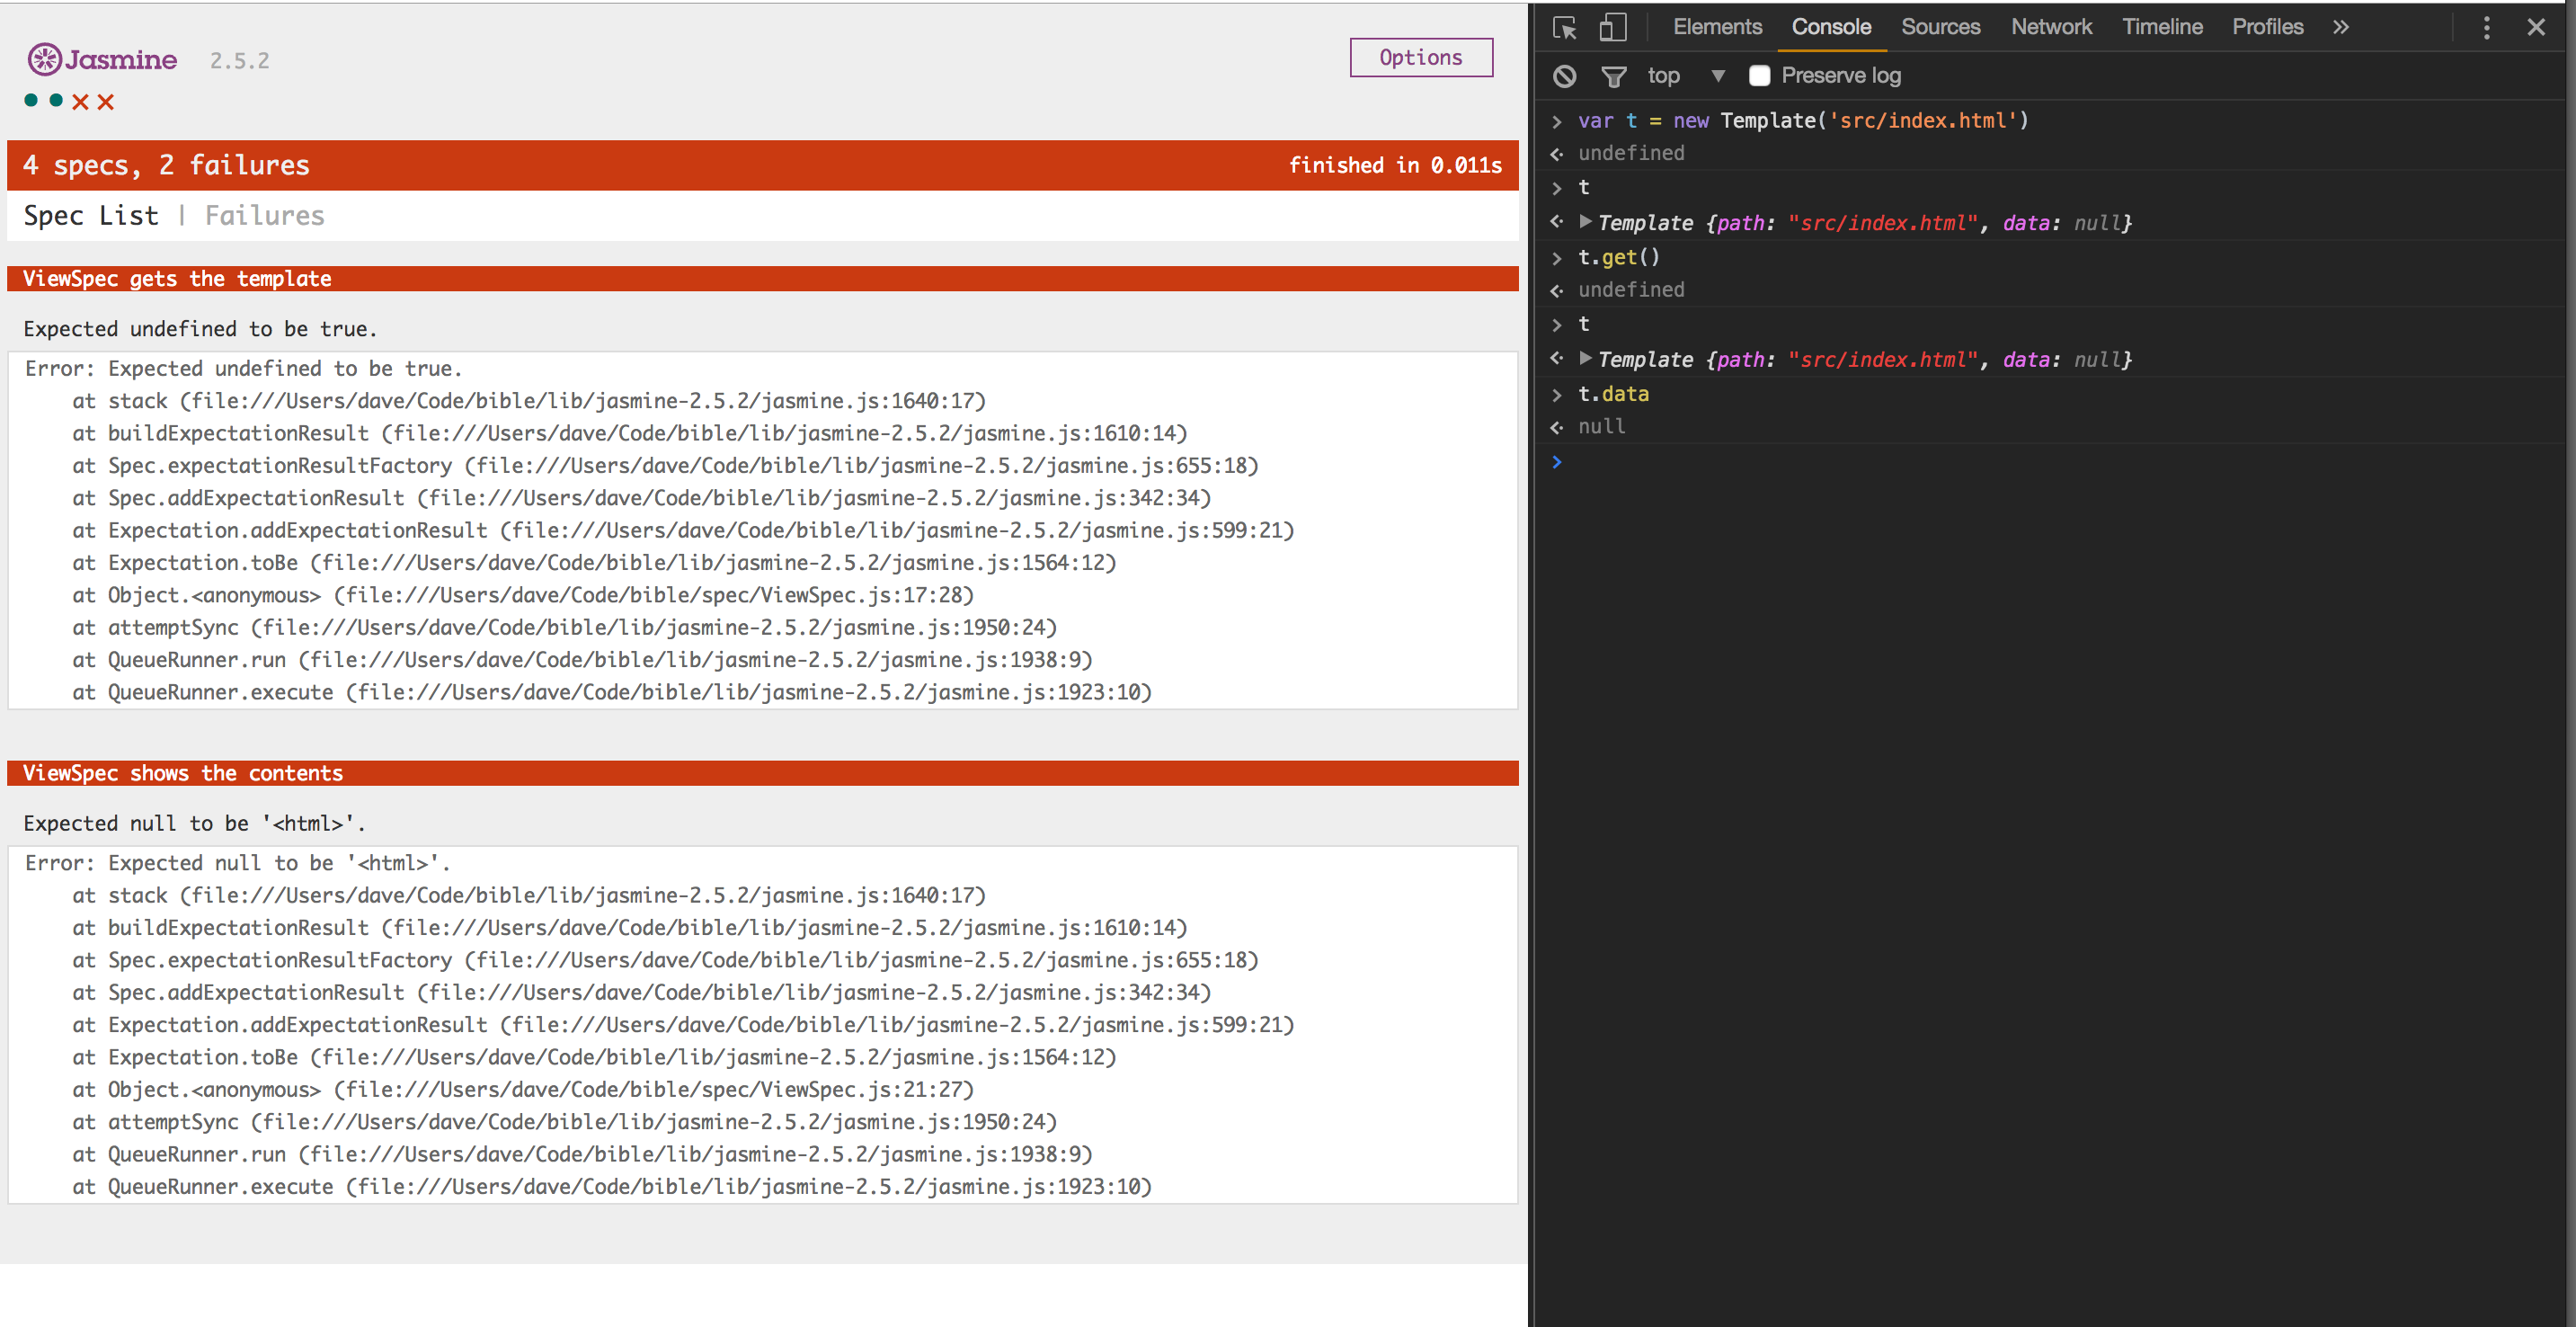 Jasmine 2.5.2
Options
4 specs, 2 failures
finished in 0.011s
Spec List | Failures
ViewSpec gets the template
Expected undefined to be true.
Error: Expected undefined to be true.
at stack (file:///Users/dave/Code/bible/lib/jasmine-2.5.2/jasmine.js:1640:17)
at buildExpectationResult (file:///Users/dave/Code/bible/lib/jasmine-2.5.2/jasmine.js:1610:14)
at Spec.expectationResultFactory (file:///Users/dave/Code/bible/lib/jasmine-2.5.2/jasmine.js:655:18)
at Spec.addExpectationResult (file:///Users/dave/Code/bible/lib/jasmine-2.5.2/jasmine.js:342:34)
at Expectation.addExpectationResult (file:///Users/dave/Code/bible/lib/jasmine-2.5.2/jasmine.js:599:21)
at Expectation.toBe (file:///Users/dave/Code/bible/lib/jasmine-2.5.2/jasmine.js:1564:12)
at Object.<anonymous> (file:///Users/dave/Code/bible/spec/ViewSpec.js:17:28)
at attemptSync (file:///Users/dave/Code/bible/lib/jasmine-2.5.2/jasmine.js:1950:24)
at QueueRunner.run (file:///Users/dave/Code/bible/lib/jasmine-2.5.2/jasmine.js:1938:9)
at QueueRunner.execute (file:///Users/dave/Code/bible/lib/jasmine-2.5.2/jasmine.js:1923:10)
ViewSpec shows the contents
Expected null to be '<html>'.
Error: Expected null to be '<html>'.
at stack (file:///Users/dave/Code/bible/lib/jasmine-2.5.2/jasmine.js:1640:17)
at buildExpectationResult (file:///Users/dave/Code/bible/lib/jasmine-2.5.2/jasmine.js:1610:14)
at Spec.expectationResultFactory (file:///Users/dave/Code/bible/lib/jasmine-2.5.2/jasmine.js:655:18)
at Spec.addExpectationResult (file:///Users/dave/Code/bible/lib/jasmine-2.5.2/jasmine.js:342:34)
at Expectation.addExpectationResult (file:///Users/dave/Code/bible/lib/jasmine-2.5.2/jasmine.js:599:21)
at Expectation.toBe (file:///Users/dave/Code/bible/lib/jasmine-2.5.2/jasmine.js:1564:12)
at Object.<anonymous> (file:///Users/dave/Code/bible/spec/ViewSpec.js:21:27)
at attemptSync (file:///Users/dave/Code/bible/lib/jasmine-2.5.2/jasmine.js:1950:24)
at QueueRunner.run (file:///Users/dave/Code/bible/lib/jasmine-2.5.2/jasmine.js:1938:9)
at QueueRunner.execute (file:///Users/dave/Code/bible/lib/jasmine-2.5.2/jasmine.js:1923:10)
Elements Console Sources Network Timeline Profiles »
top Preserve log
var t = new Template('src/index.html')
undefined
t
Template {path: "src/index.html", data: null}
t.get()
undefined
t
Template {path: "src/index.html", data: null}
t.data
null